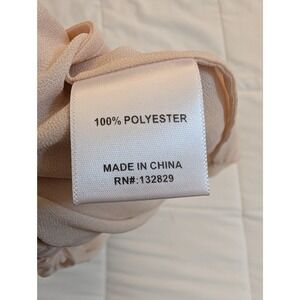 100% POLYESTER
MADE IN CHINA
RN#:132829